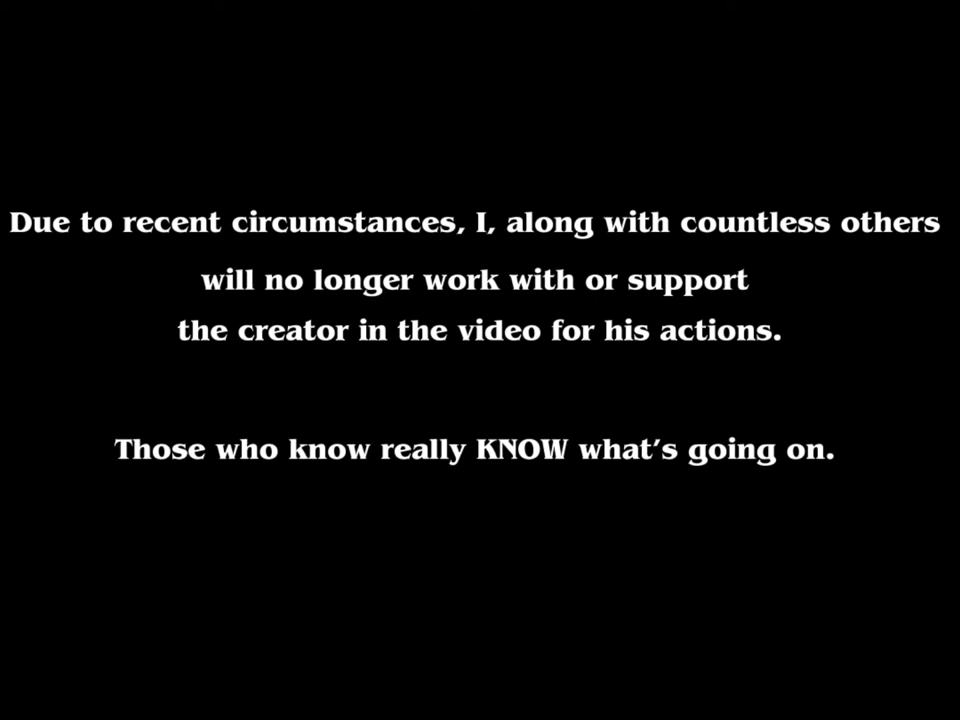 Due to recent circumstances, I, along with countless others
will no longer work with or support
the creator in the video for his actions.
Those who know really KNOW what's going on.